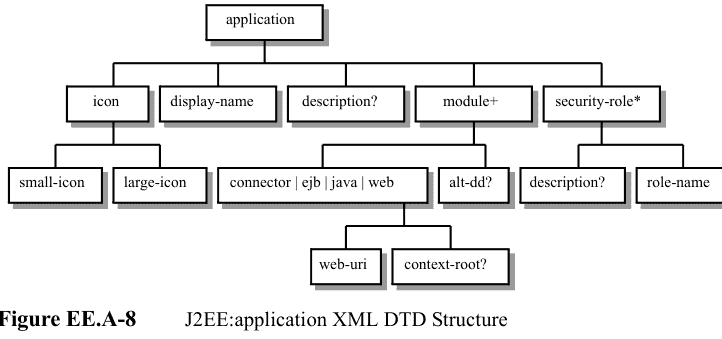 application
icon
display-name
description?
module+
security-role*
small-icon
large-icon
connector | ejb | java | web
alt-dd?
description?
role-name
web-uri
context-root?
Figure EE.A-8 J2EE:application XML DTD Structure